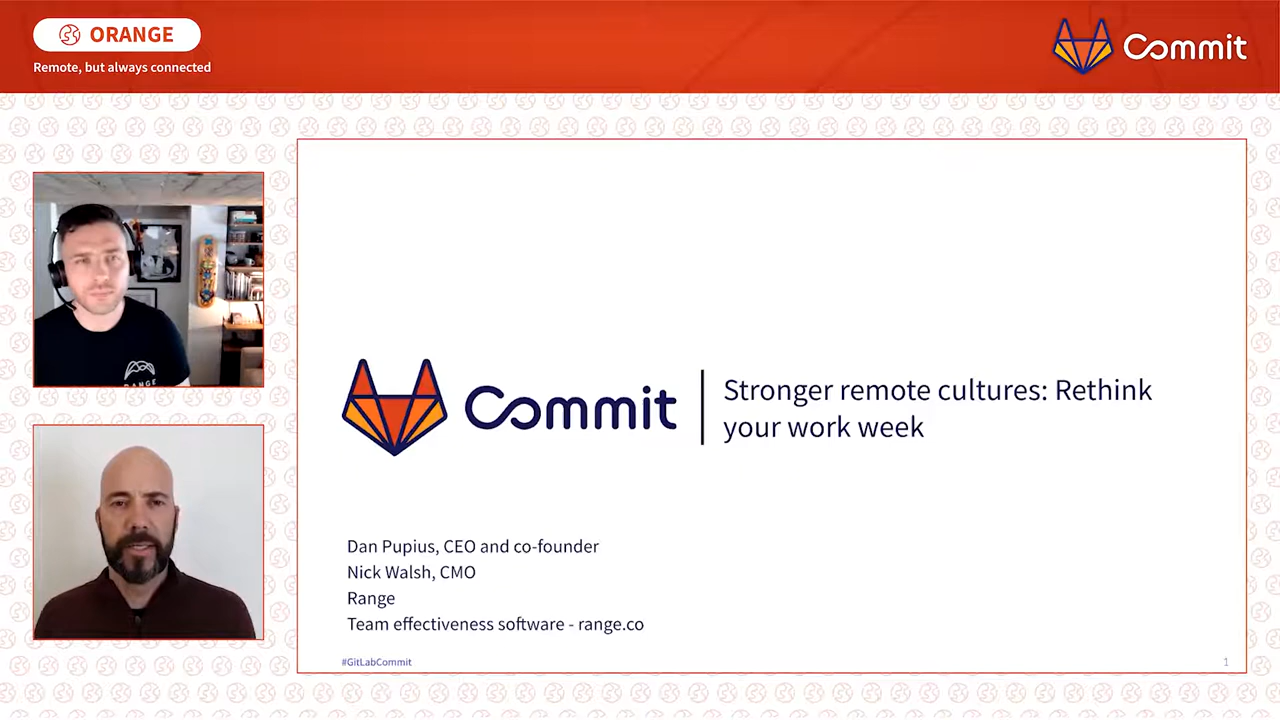 ORANGE
Remote, but always connected
Commit
RANGE
Commit
Stronger remote cultures: Rethink
your work week
Dan Pupius, CEO and co-founder
Nick Walsh, CMO
Range
Team effectiveness software - range.co
#GitLabCommit
1